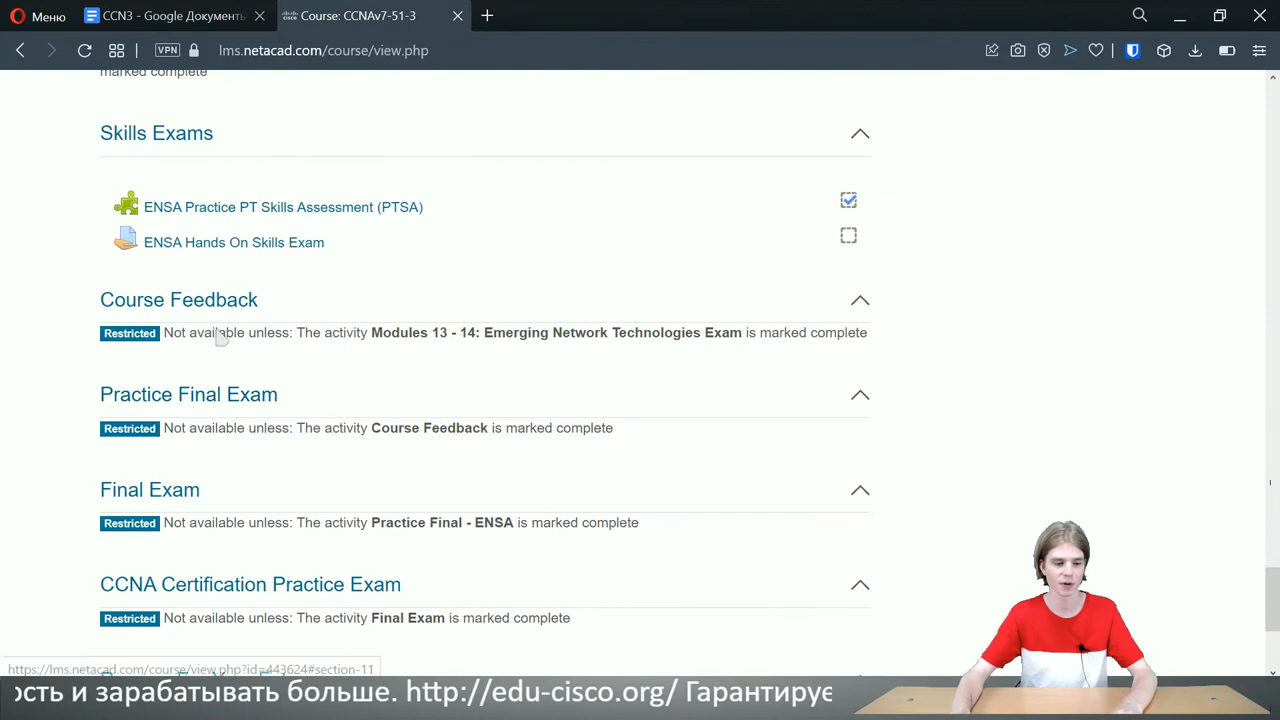 Меню
CCN3 - Google Документы
Course: CCNAv7-51-3
VPN
lms.netacad.com/course/view.php
marked complete
Skills Exams
ENSA Practice PT Skills Assessment (PTSA)
ENSA Hands On Skills Exam
Course Feedback
Restricted Not available unless: The activity Modules 13 - 14: Emerging Network Technologies Exam is marked complete
Practice Final Exam
Restricted Not available unless: The activity Course Feedback is marked complete
Final Exam
Restricted Not available unless: The activity Practice Final - ENSA is marked complete
CCNA Certification Practice Exam
Restricted Not available unless: The activity Final Exam is marked complete
https://lms.netacad.com/course/view.php?id=443624#section-11
ость и зарабатывать больше. http://edu-cisco.org/ Гарантируе